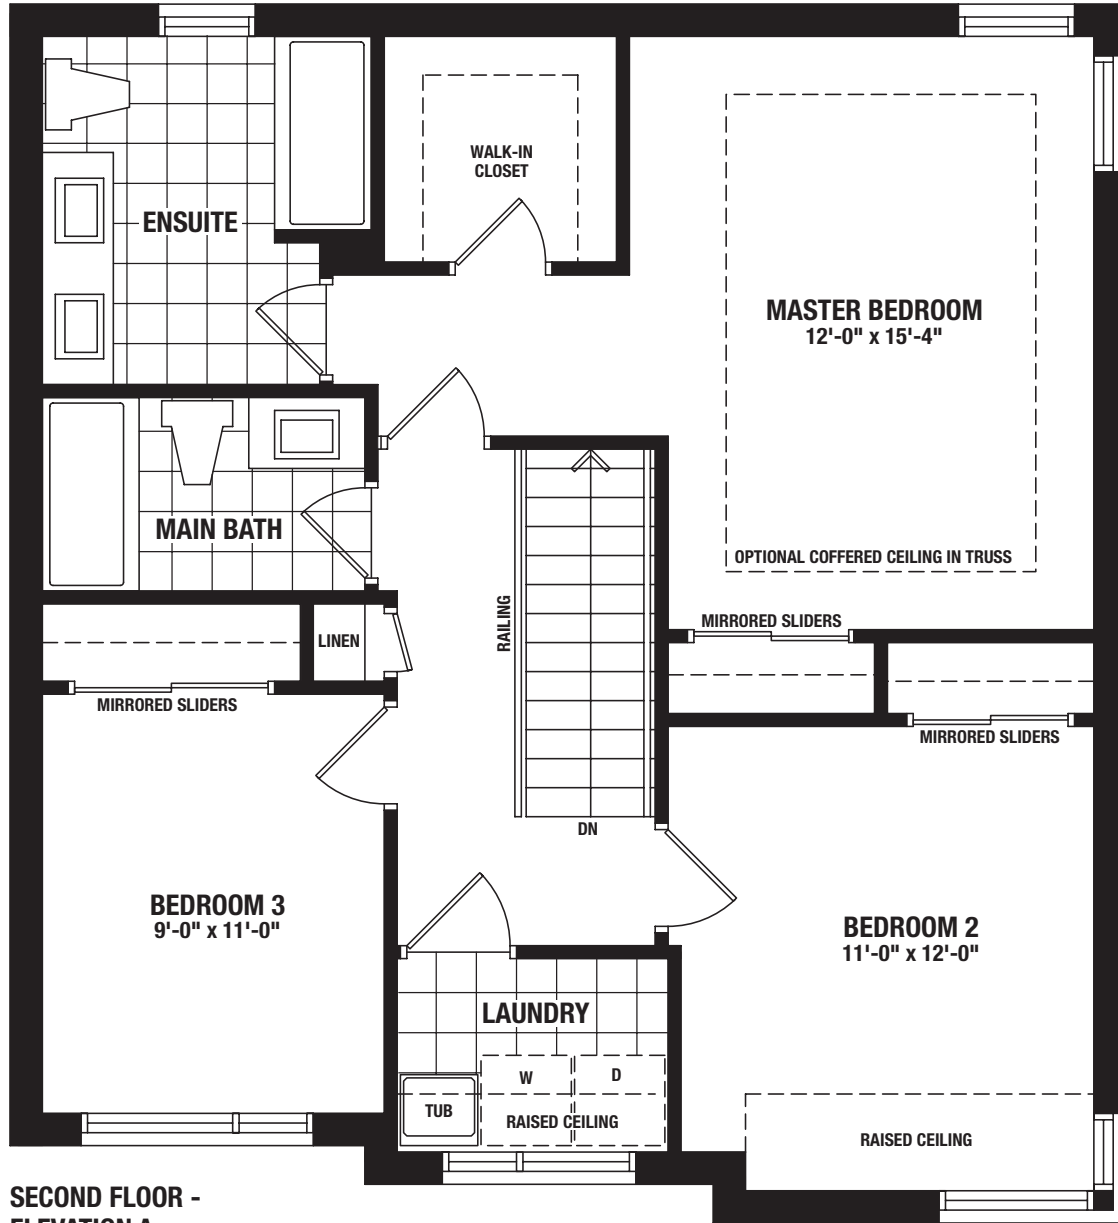 WALK-IN
CLOSET
ENSUITE
MASTER BEDROOM
12'-0" x 15'-4"
MAIN BATH
OPTIONAL COFFERED CEILING IN TRUSS
RAILING
LINEN
MIRRORED SLIDERS
MIRRORED SLIDERS
MIRRORED SLIDERS
DN
BEDROOM 3
9'-0" x 11'-0"
BEDROOM 2
11'-0" x 12'-0"
LAUNDRY
W
D
TUB
RAISED CEILING
RAISED CEILING
SECOND FLOOR -
ELEVATION A